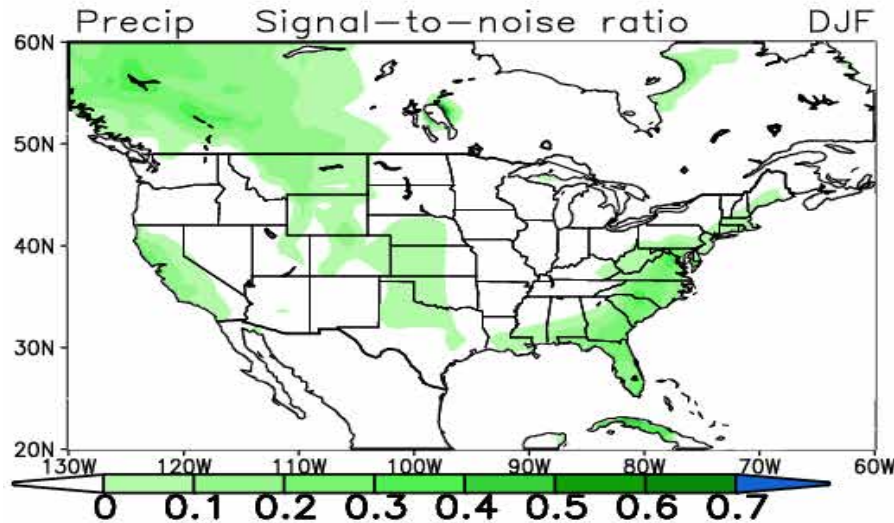 Precip Signal-to-noise ratio DJF
60N
50N
40N
30N
20N
130W 120W 110W 100W 90W 80W 70W 60W
0 0.1 0.2 0.3 0.4 0.5 0.6 0.7